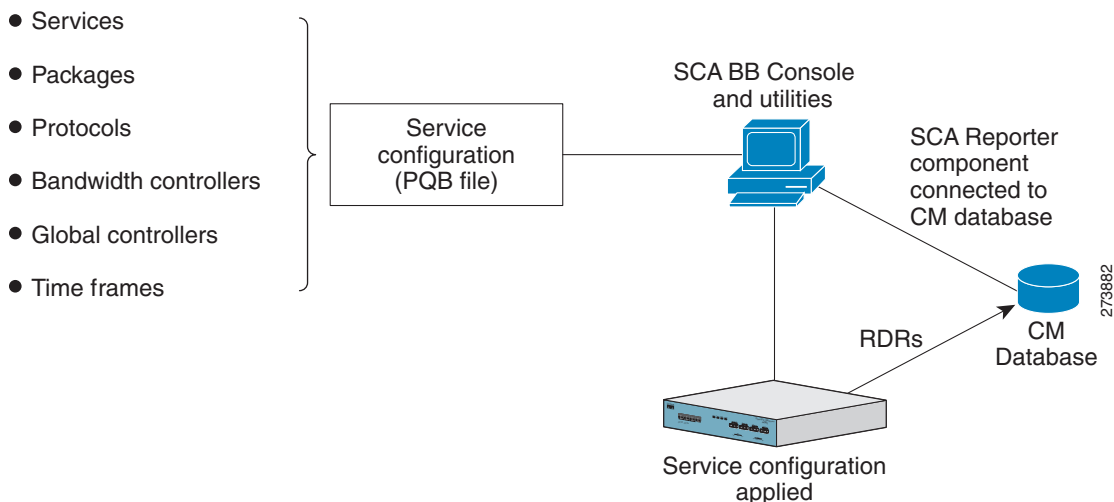 Services
Packages
Protocols
Bandwidth controllers
Global controllers
Time frames
Service
configuration
(PQB file)
SCA BB Console
and utilities
SCA Reporter
component
connected to
CM database
273882
CM
Database
RDRs
Service configuration
applied